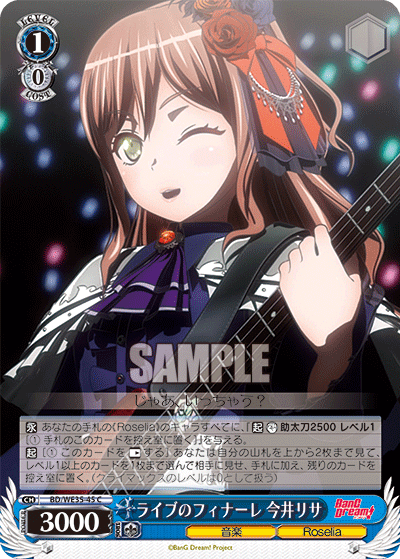 LEVEL
1
0
COST
SAMPLE
じゃあ、いっちゃう?
永 あなたの手札の《Roselia》のキャラすべてに、『起 助太刀2500 レベル1
[① 手札のこのカードを控え室に置く]』を与える。
起 [このカードを する] あなたは自分の山札を上から2枚まで見て、
レベル1以上のカードを1枚まで選んで相手に見せ、手札に加え、残りのカードを
控え室に置く。(クライマックスのレベルは0として扱う)
CH
BD/WE35-45 C
3000
ライブのフィナーレ 今井リサ
BanG Dream!
音楽
Roselia
©BanG Dream! Project